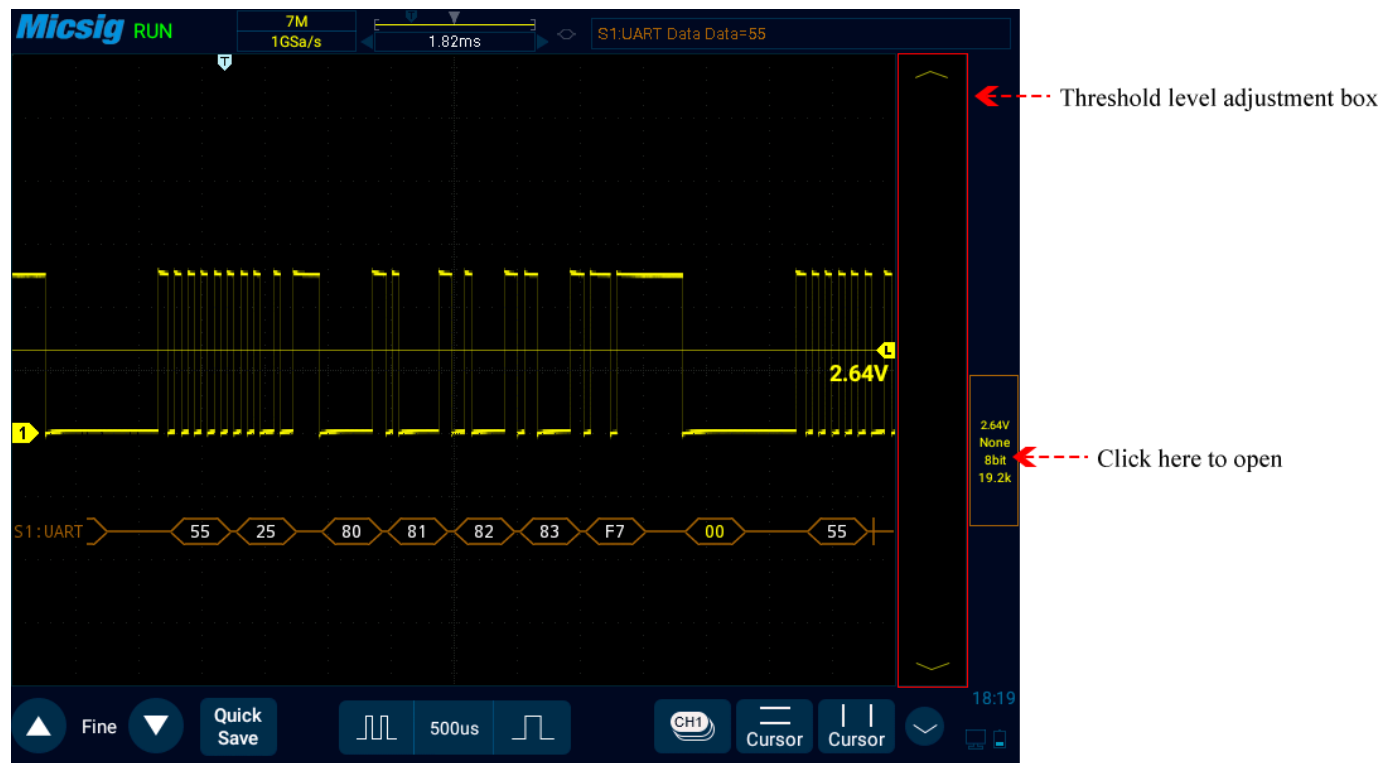 Micsig RUN
7M
1GSa/s
T
1.82ms
S1:UART Data Data=55
T
Threshold level adjustment box
L
2.64V
1
2.64V
None
8bit
19.2k
Click here to open
S1:UART 55 25 80 81 82 83 F7 00 55
18:19
Fine
Quick
Save
500us
CH1
Cursor
Cursor